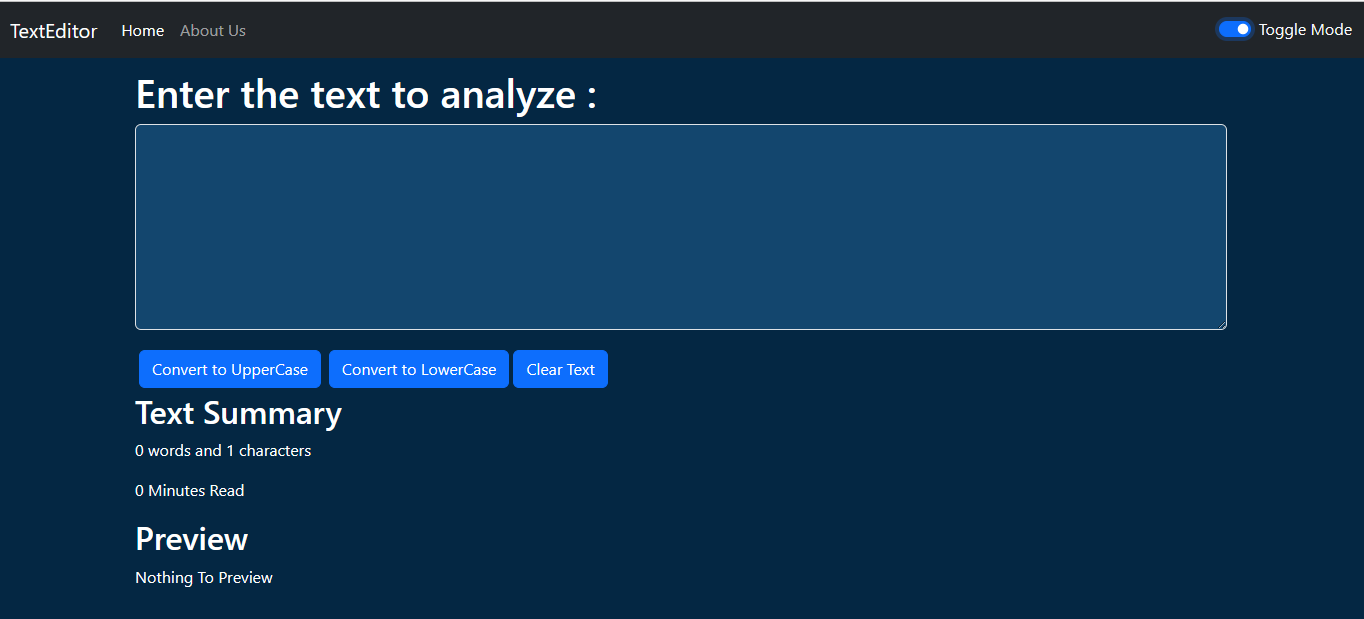 TextEditor Home About Us Toggle Mode
Enter the text to analyze :
Convert to UpperCase Convert to LowerCase Clear Text
Text Summary
0 words and 1 characters
0 Minutes Read
Preview
Nothing To Preview